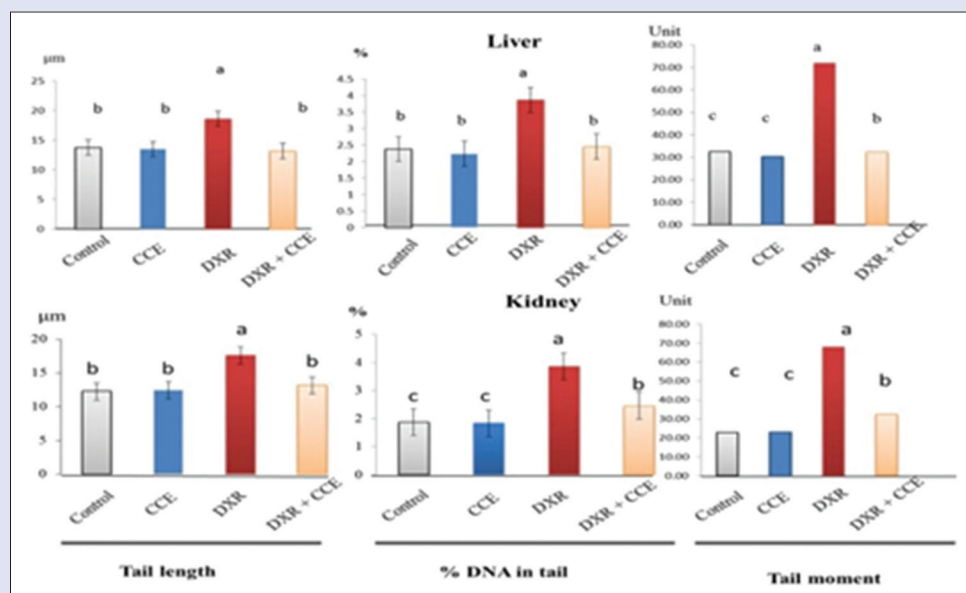 Liver
µm
25
20
15
10
5
0
b
b
a
b
Control
CCE
DXR
DXR + CCE
%
4.5
4
3.5
3
2.5
2
1.5
1
0.5
0
b
b
a
b
Control
CCE
DXR
DXR + CCE
Unit
80.00
70.00
60.00
50.00
40.00
30.00
20.00
10.00
0.00
c
c
a
b
Control
CCE
DXR
DXR + CCE
Kidney
µm
20
15
10
5
0
b
b
a
b
Control
CCE
DXR
DXR + CCE
%
5
4
3
2
1
0
c
c
a
b
Control
CCE
DXR
DXR + CCE
Unit
80.00
70.00
60.00
50.00
40.00
30.00
20.00
10.00
0.00
c
c
a
b
Control
CCE
DXR
DXR + CCE
Tail length
% DNA in tail
Tail moment